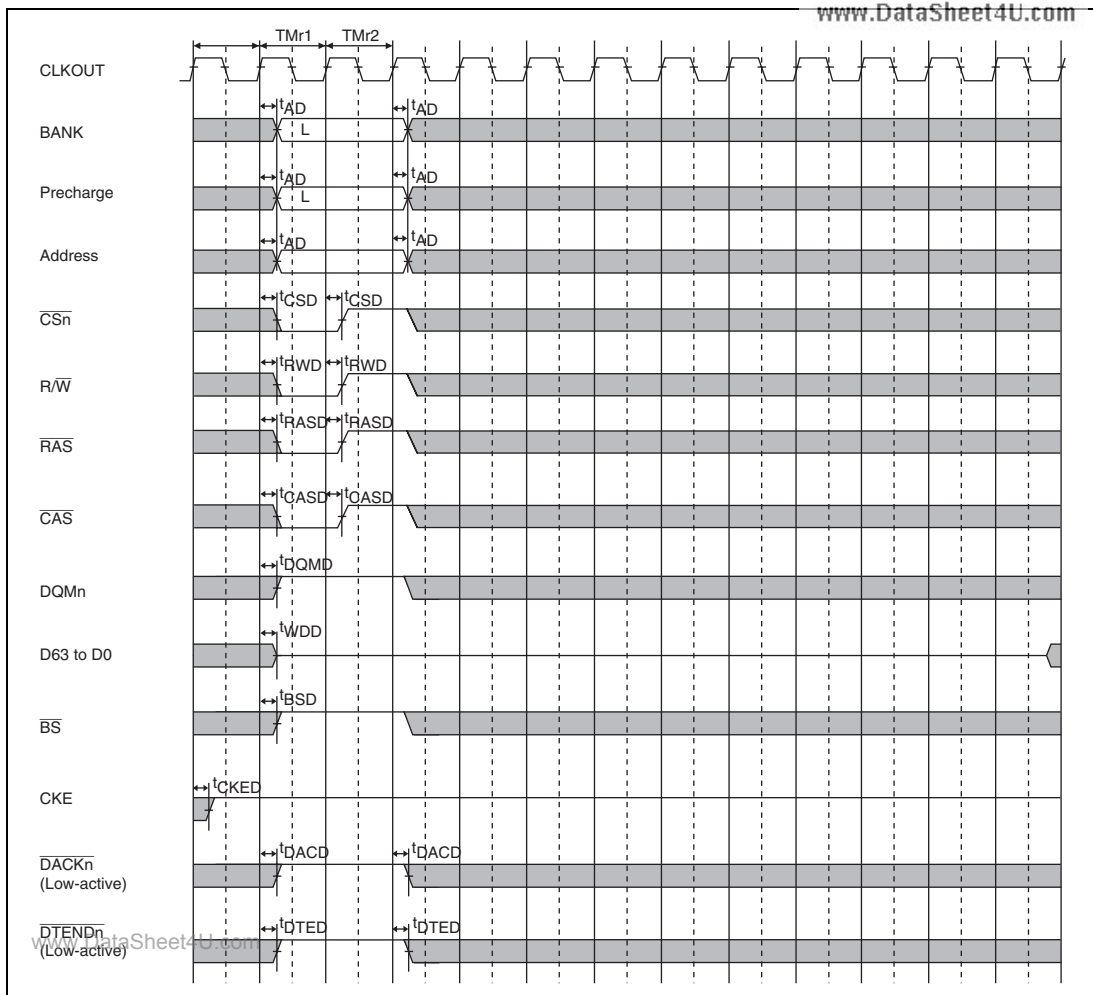 www.DataSheet4U.com
TMr1 TMr2
CLKOUT
tAD tAD
BANK L
tAD tAD
Precharge L
tAD tAD
Address
tCSD tCSD
CSn
tRWD tRWD
R/W
tRASD tRASD
RAS
tCASD tCASD
CAS
tDQMD
DQMn
tWDD
D63 to D0
tBSD
BS
tCKED
CKE
tDACD tDACD
DACKn
(Low-active)
tDTED tDTED
DTENDn
www.DataSheet4U.com
(Low-active)